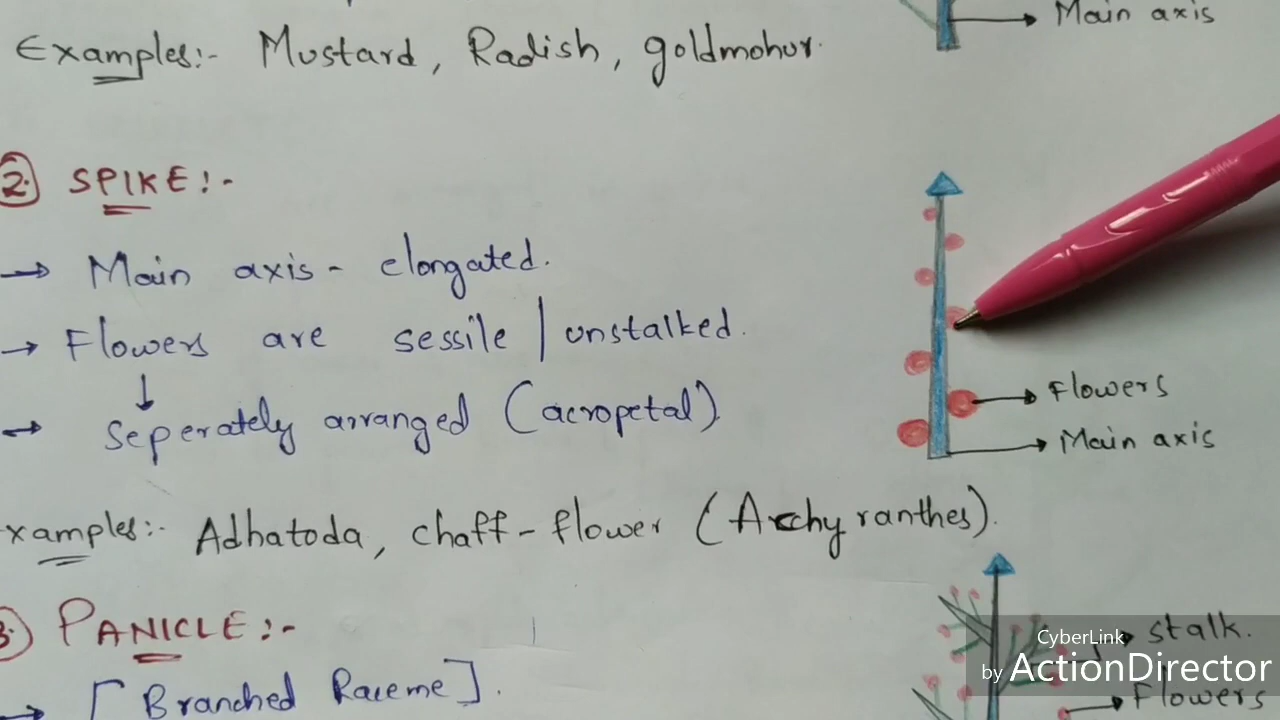 Main axis
Examples:- Mustard, Radish, goldmohur.
2. SPIKE:-
→ Main axis - elongated.
→ Flowers are sessile | unstalked.
↓
→ Seperately arranged (acropetal)
Flowers
Main axis
xamples:- Adhatoda, chaff-flower (Achyranthes).
3. PANICLE:-
→ [Branched Raceme].
stalk.
Flowers
CyberLink
by ActionDirector